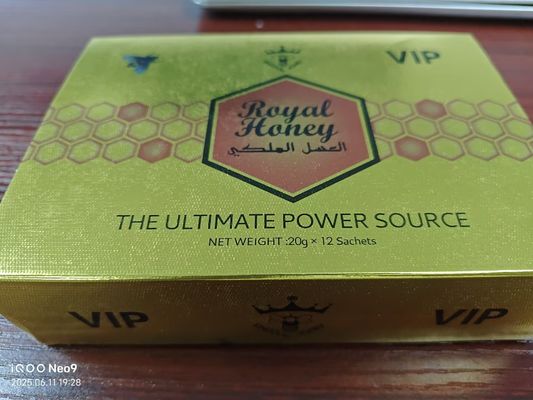 VIP
Royal
Honey
العسل الملكي
THE ULTIMATE POWER SOURCE
NET WEIGHT :20g × 12 Sachets
VIP
VIP
iQOO Neo9
2025.06.11 19:28